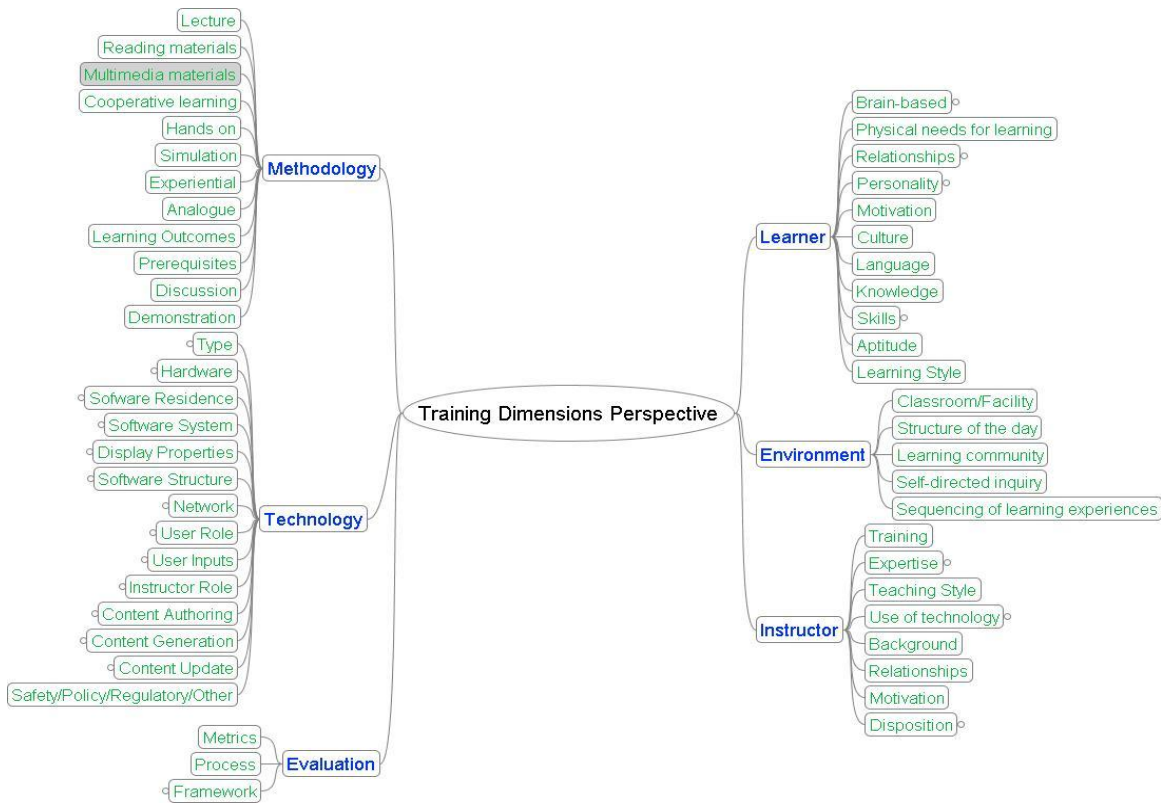 Training Dimensions Perspective
Methodology
Lecture
Reading materials
Multimedia materials
Cooperative learning
Hands on
Simulation
Experiential
Analogue
Learning Outcomes
Prerequisites
Discussion
Demonstration
Technology
Type
Hardware
Sofware Residence
Software System
Display Properties
Software Structure
Network
User Role
User Inputs
Instructor Role
Content Authoring
Content Generation
Content Update
Safety/Policy/Regulatory/Other
Evaluation
Metrics
Process
Framework
Learner
Brain-based
Physical needs for learning
Relationships
Personality
Motivation
Culture
Language
Knowledge
Skills
Aptitude
Learning Style
Environment
Classroom/Facility
Structure of the day
Learning community
Self-directed inquiry
Sequencing of learning experiences
Instructor
Training
Expertise
Teaching Style
Use of technology
Background
Relationships
Motivation
Disposition